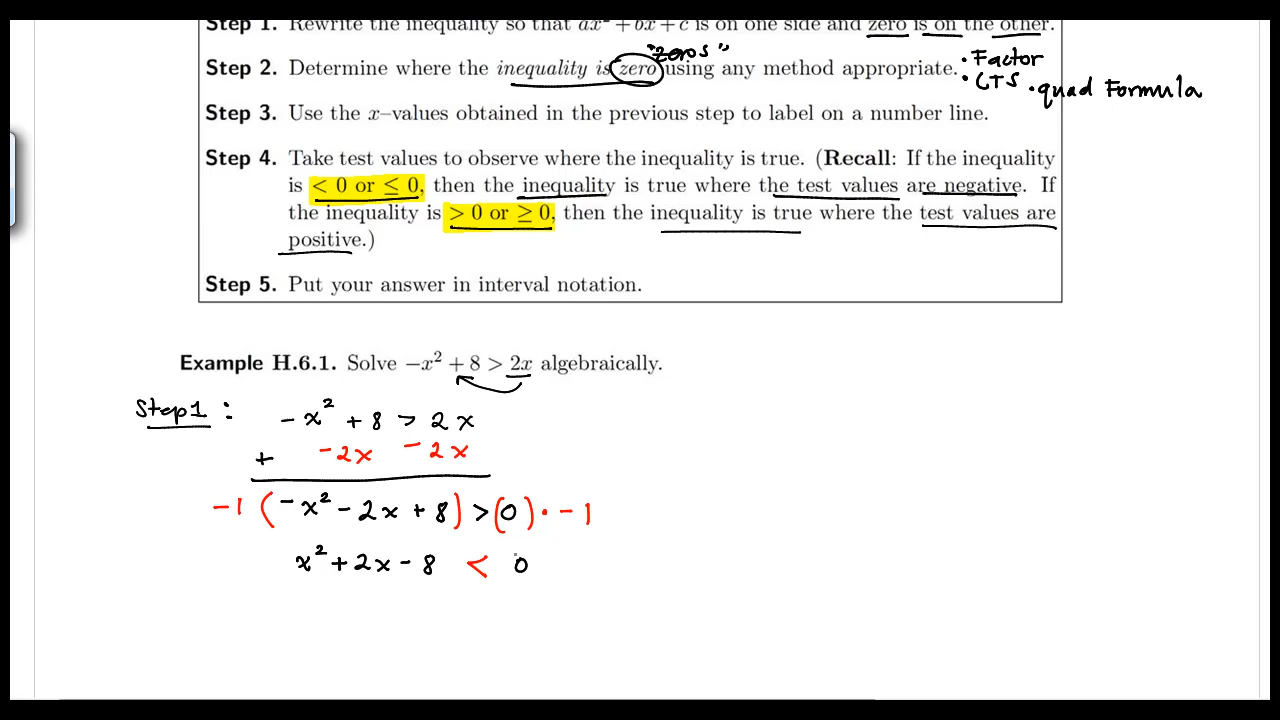 Step 1. Rewrite the inequality so that ax² + bx + c is on one side and zero is on the other.
"zeros"
Step 2. Determine where the inequality is zero using any method appropriate. • Factor
• CTS • quad Formula
Step 3. Use the x–values obtained in the previous step to label on a number line.
Step 4. Take test values to observe where the inequality is true. (Recall: If the inequality
is < 0 or ≤ 0, then the inequality is true where the test values are negative. If
the inequality is > 0 or ≥ 0, then the inequality is true where the test values are
positive.)
Step 5. Put your answer in interval notation.
Example H.6.1. Solve −x² + 8 > 2x algebraically.
Step 1 : -x² + 8 > 2x
+ -2x -2x
-1 ( -x² - 2x + 8 ) > ( 0 ) • -1
x² + 2x - 8 < 0